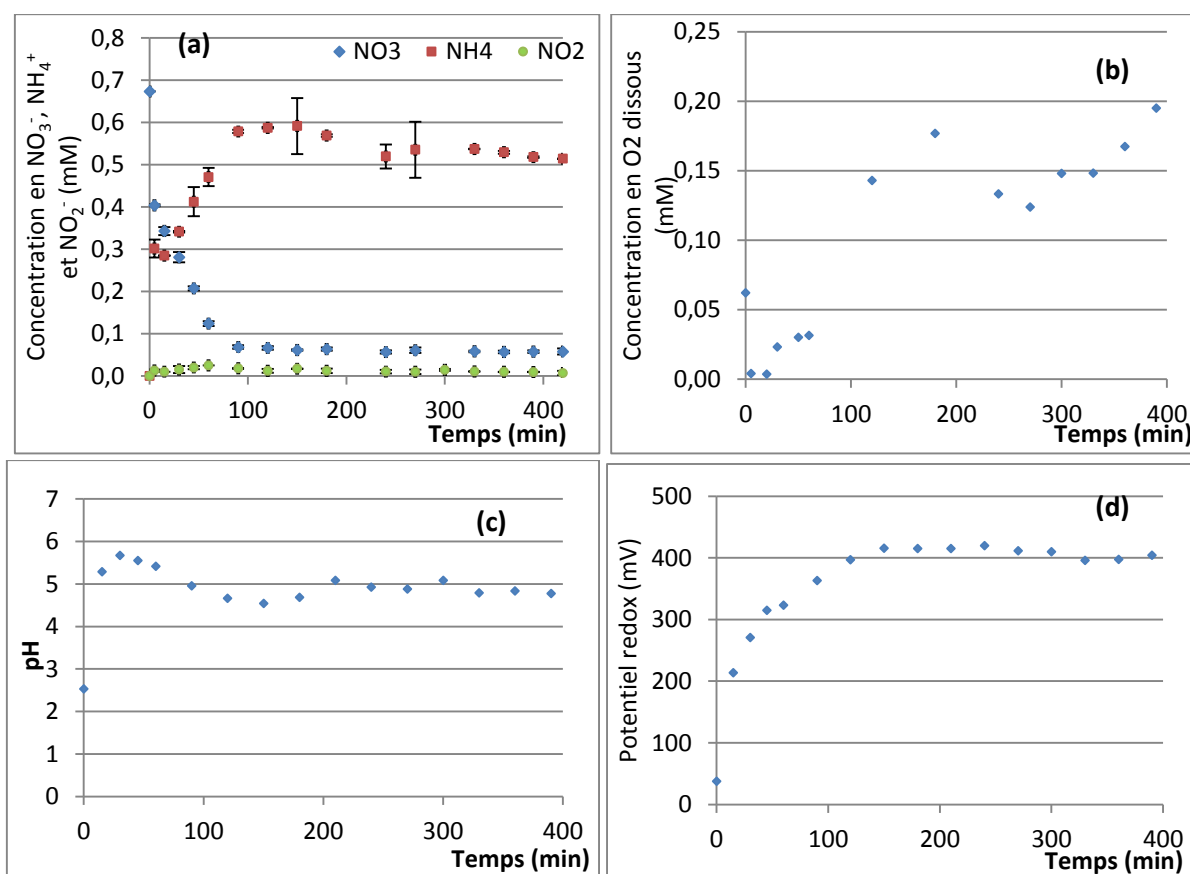 (a)
NO3 NH4 NO2
Concentration en NO₃⁻, NH₄⁺
et NO₂⁻ (mM)
0,8
0,7
0,6
0,5
0,4
0,3
0,2
0,1
0,0
0 100 200 300 400
Temps (min)
(b)
Concentration en O2 dissous
(mM)
0,25
0,20
0,15
0,10
0,05
0,00
0 100 200 300 400
Temps (min)
(c)
pH
7
6
5
4
3
2
1
0
0 100 200 300 400
Temps (min)
(d)
Potentiel redox (mV)
500
400
300
200
100
0
0 100 200 300 400
Temps (min)